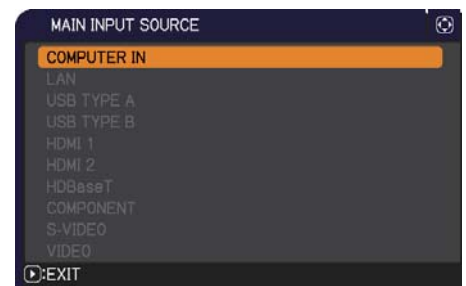 MAIN INPUT SOURCE
COMPUTER IN
LAN
USB TYPE A
USB TYPE B
HDMI 1
HDMI 2
HDBaseT
COMPONENT
S-VIDEO
VIDEO
:EXIT